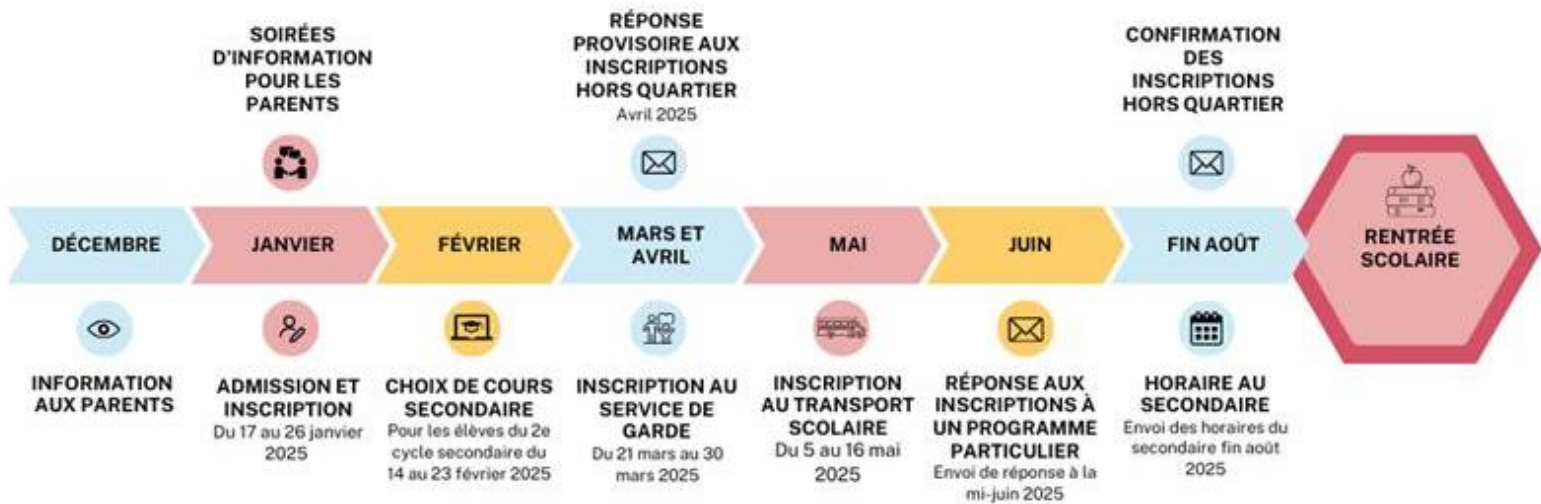 SOIRÉES
D'INFORMATION
POUR LES
PARENTS
RÉPONSE
PROVISOIRE AUX
INSCRIPTIONS
HORS QUARTIER
Avril 2025
CONFIRMATION
DES
INSCRIPTIONS
HORS QUARTIER
DÉCEMBRE
JANVIER
FÉVRIER
MARS ET
AVRIL
MAI
JUIN
FIN AOÛT
RENTRÉE
SCOLAIRE
INFORMATION
AUX PARENTS
ADMISSION ET
INSCRIPTION
Du 17 au 26 janvier
2025
CHOIX DE COURS
SECONDAIRE
Pour les élèves du 2e
cycle secondaire du
14 au 23 février 2025
INSCRIPTION AU
SERVICE DE
GARDE
Du 21 mars au 30
mars 2025
INSCRIPTION
AU TRANSPORT
SCOLAIRE
Du 5 au 16 mai
2025
RÉPONSE AUX
INSCRIPTIONS À
UN PROGRAMME
PARTICULIER
Envoi de réponse à la
mi-juin 2025
HORAIRE AU
SECONDAIRE
Envoi des horaires du
secondaire fin août
2025